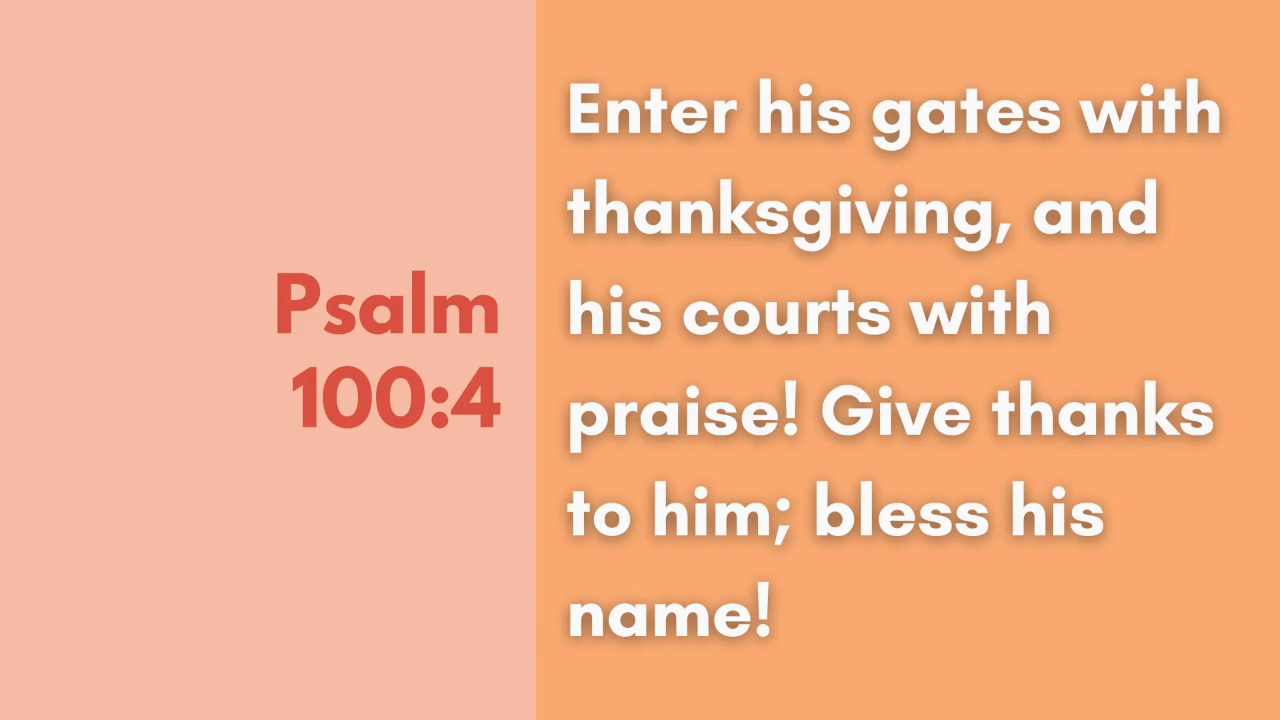 Psalm
100:4
Enter his gates with
thanksgiving, and
his courts with
praise! Give thanks
to him; bless his
name!